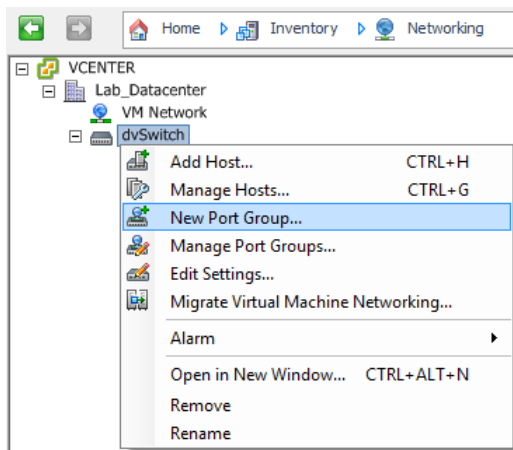 Home Inventory Networking
VCENTER
Lab_Datacenter
VM Network
dvSwitch
Add Host... CTRL+H
Manage Hosts... CTRL+G
New Port Group...
Manage Port Groups...
Edit Settings...
Migrate Virtual Machine Networking...
Alarm
Open in New Window... CTRL+ALT+N
Remove
Rename